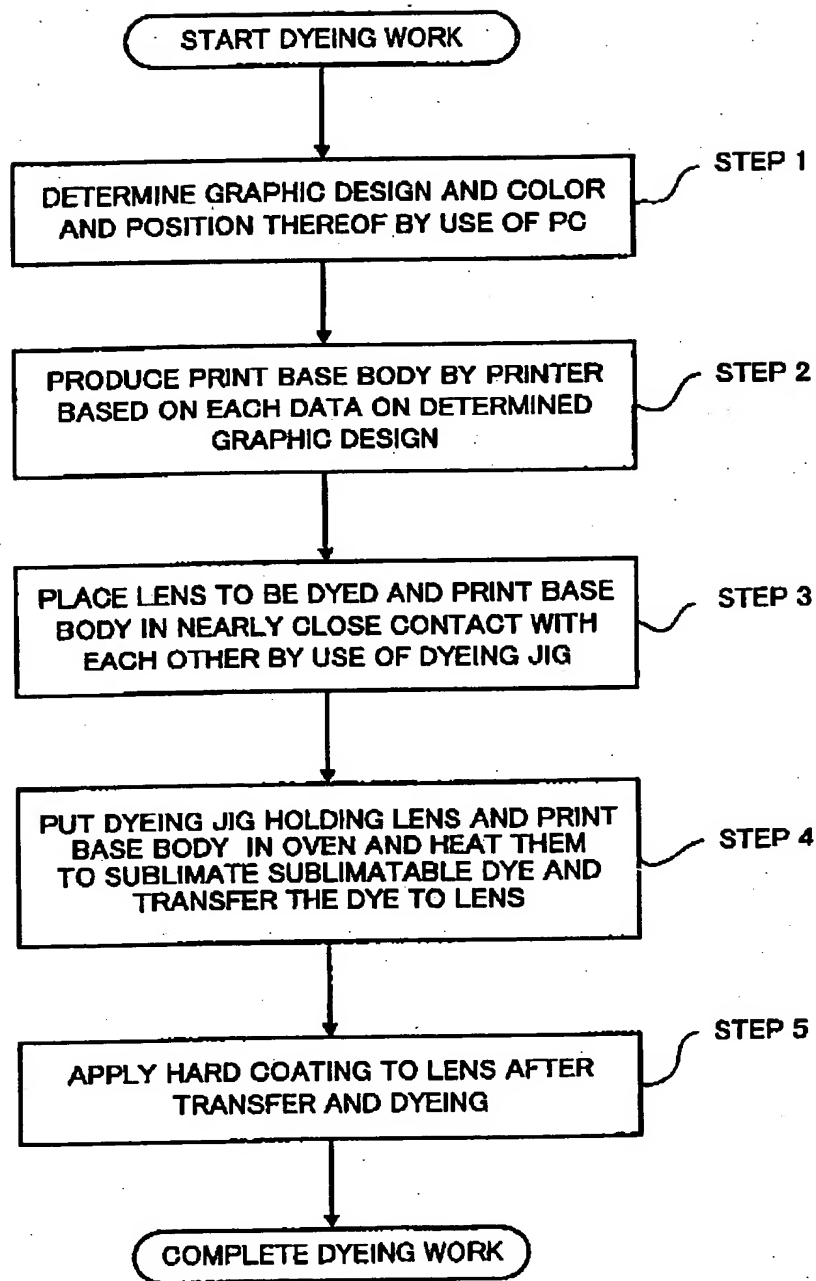 START DYEING WORK
STEP 1
DETERMINE GRAPHIC DESIGN AND COLOR
AND POSITION THEREOF BY USE OF PC
STEP 2
PRODUCE PRINT BASE BODY BY PRINTER
BASED ON EACH DATA ON DETERMINED
GRAPHIC DESIGN
STEP 3
PLACE LENS TO BE DYED AND PRINT BASE
BODY IN NEARLY CLOSE CONTACT WITH
EACH OTHER BY USE OF DYEING JIG
STEP 4
PUT DYEING JIG HOLDING LENS AND PRINT
BASE BODY IN OVEN AND HEAT THEM
TO SUBLIMATE SUBLIMATABLE DYE AND
TRANSFER THE DYE TO LENS
STEP 5
APPLY HARD COATING TO LENS AFTER
TRANSFER AND DYEING
COMPLETE DYEING WORK